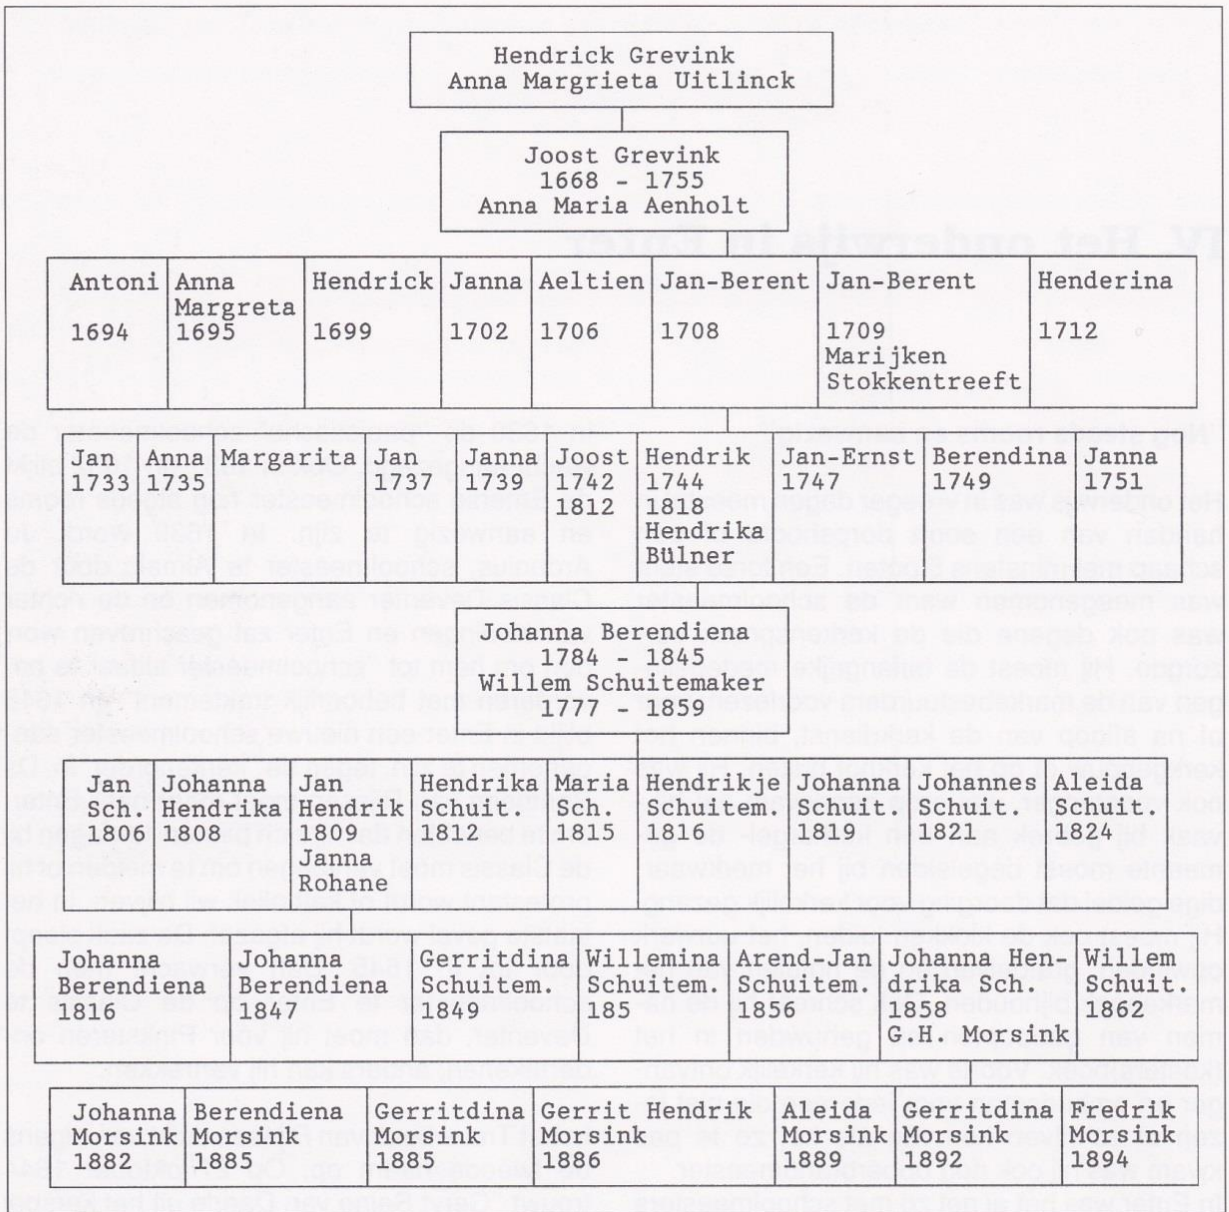 Hendrick Grevink
Anna Margrieta Uitlinck
Joost Grevink
1668 - 1755
Anna Maria Aenholt
Antoni
1694
Anna
Margreta
1695
Hendrick
1699
Janna
1702
Aeltien
1706
Jan-Berent
1708
Jan-Berent
1709
Marijken
Stokkentreeft
Henderina
1712
Jan
1733
Anna Margarita
1735
Jan
1737
Janna
1739
Joost
1742
1812
Hendrik
1744
1818
Hendrika
Bülner
Jan-Ernst
1747
Berendina
1749
Janna
1751
Johanna Berendiena
1784 - 1845
Willem Schuitemaker
1777 - 1859
Jan
Sch.
1806
Johanna
Hendrika
1808
Jan
Hendrik
1809
Janna
Rohane
Hendrika
Schuit.
1812
Maria
Sch.
1815
Hendrikje
Schuitem.
1816
Johanna
Schuit.
1819
Johannes
Schuit.
1821
Aleida
Schuit.
1824
Johanna
Berendiena
1816
Johanna
Berendiena
1847
Gerritdina
Schuitem.
1849
Willemina
Schuitem.
185
Arend-Jan
Schuitem.
1856
Johanna Hen-
drika Sch.
1858
G.H. Morsink
Willem
Schuit.
1862
Johanna
Morsink
1882
Berendiena
Morsink
1885
Gerritdina
Morsink
1885
Gerrit Hendrik
Morsink
1886
Aleida
Morsink
1889
Gerritdina
Morsink
1892
Fredrik
Morsink
1894